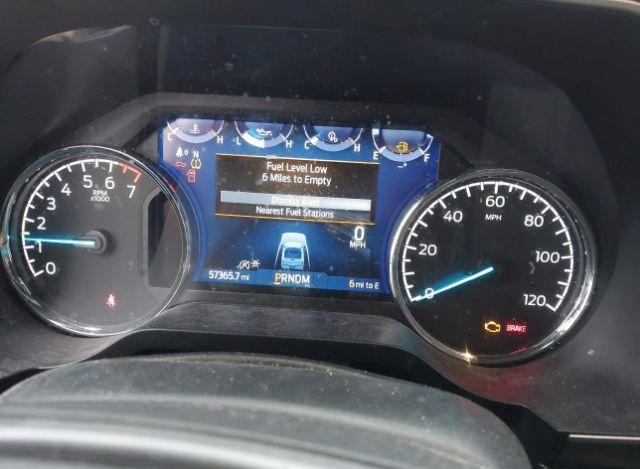 C H L H C H E F
N
Fuel Level Low
6 Miles to Empty
Dismiss Alert
Nearest Fuel Stations
0
MPH
57365.7 mi PRNDM 6 mi to E
0 1 2 3 4 5 6 7
RPM
x1000
0 20 40 60 80 100 120
MPH
BRAKE